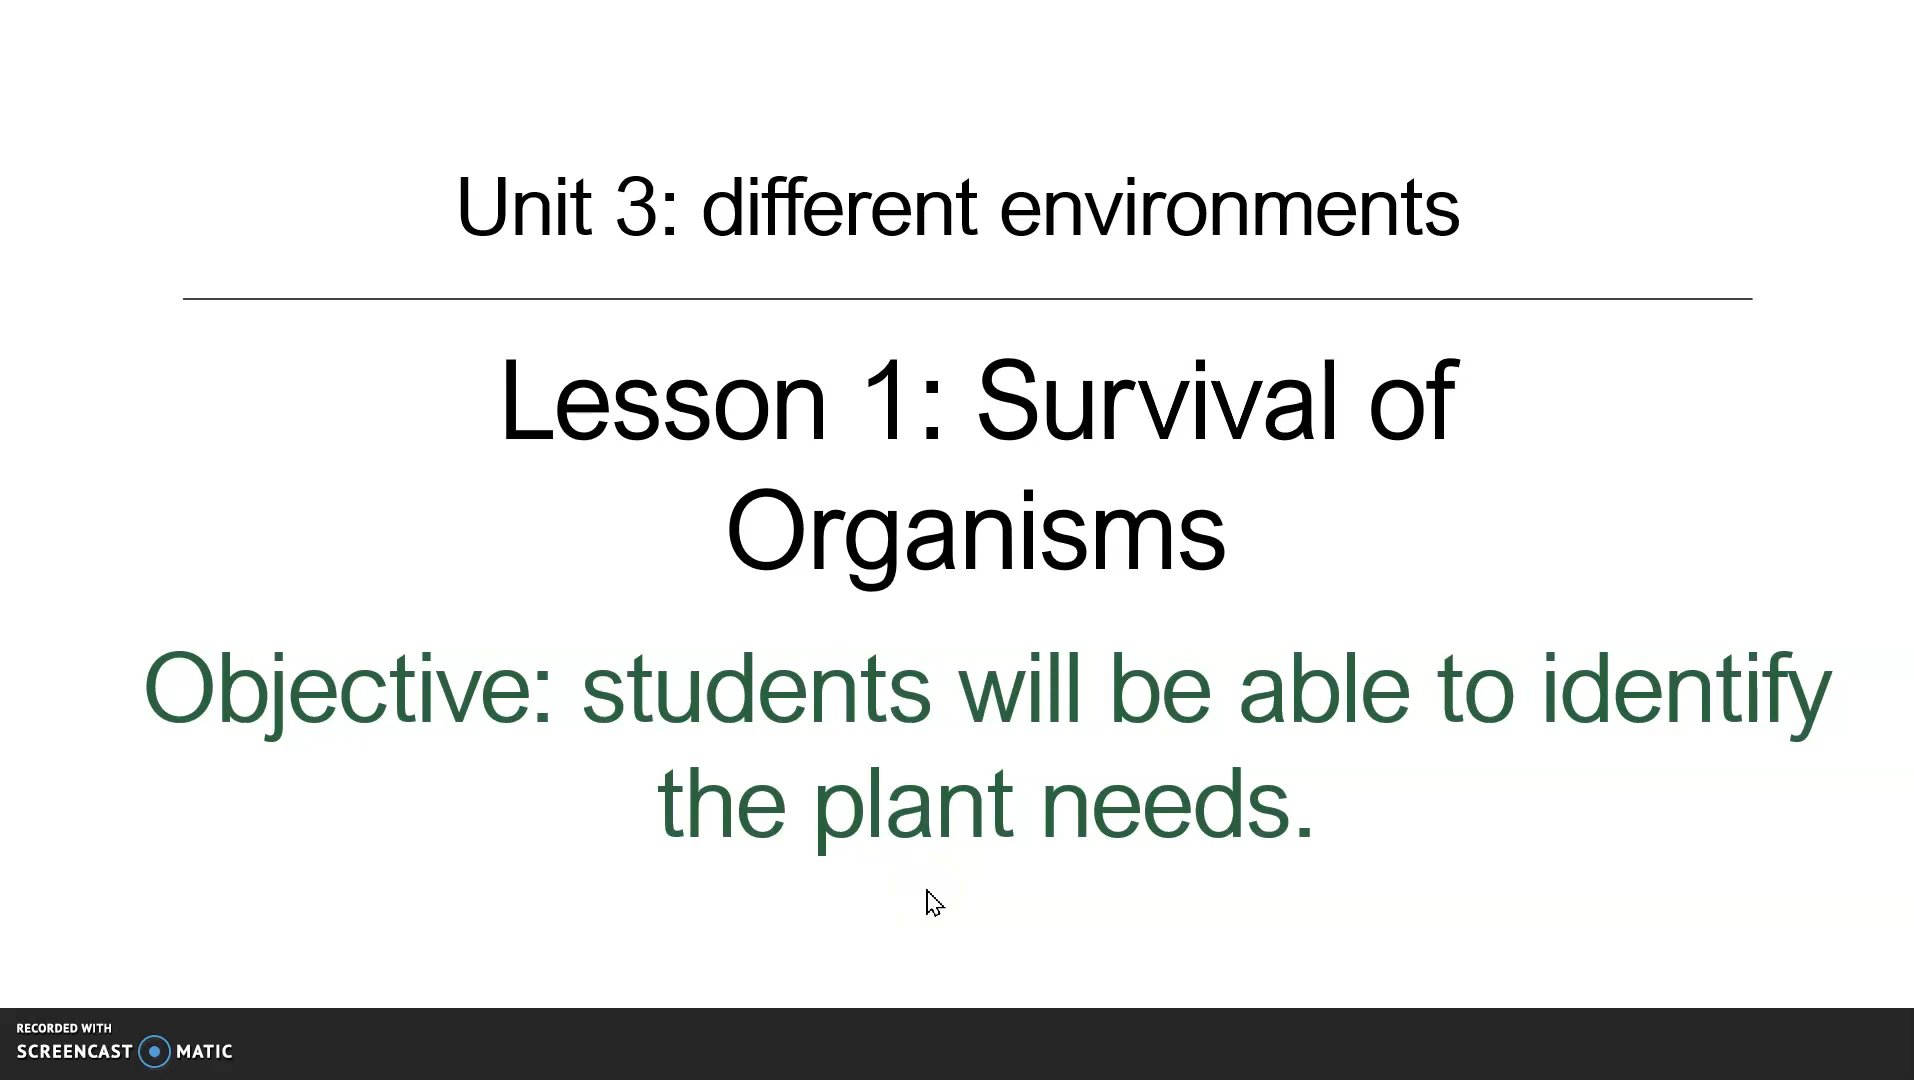 Unit 3: different environments
Lesson 1: Survival of
Organisms
Objective: students will be able to identify
the plant needs.
RECORDED WITH
SCREENCAST MATIC